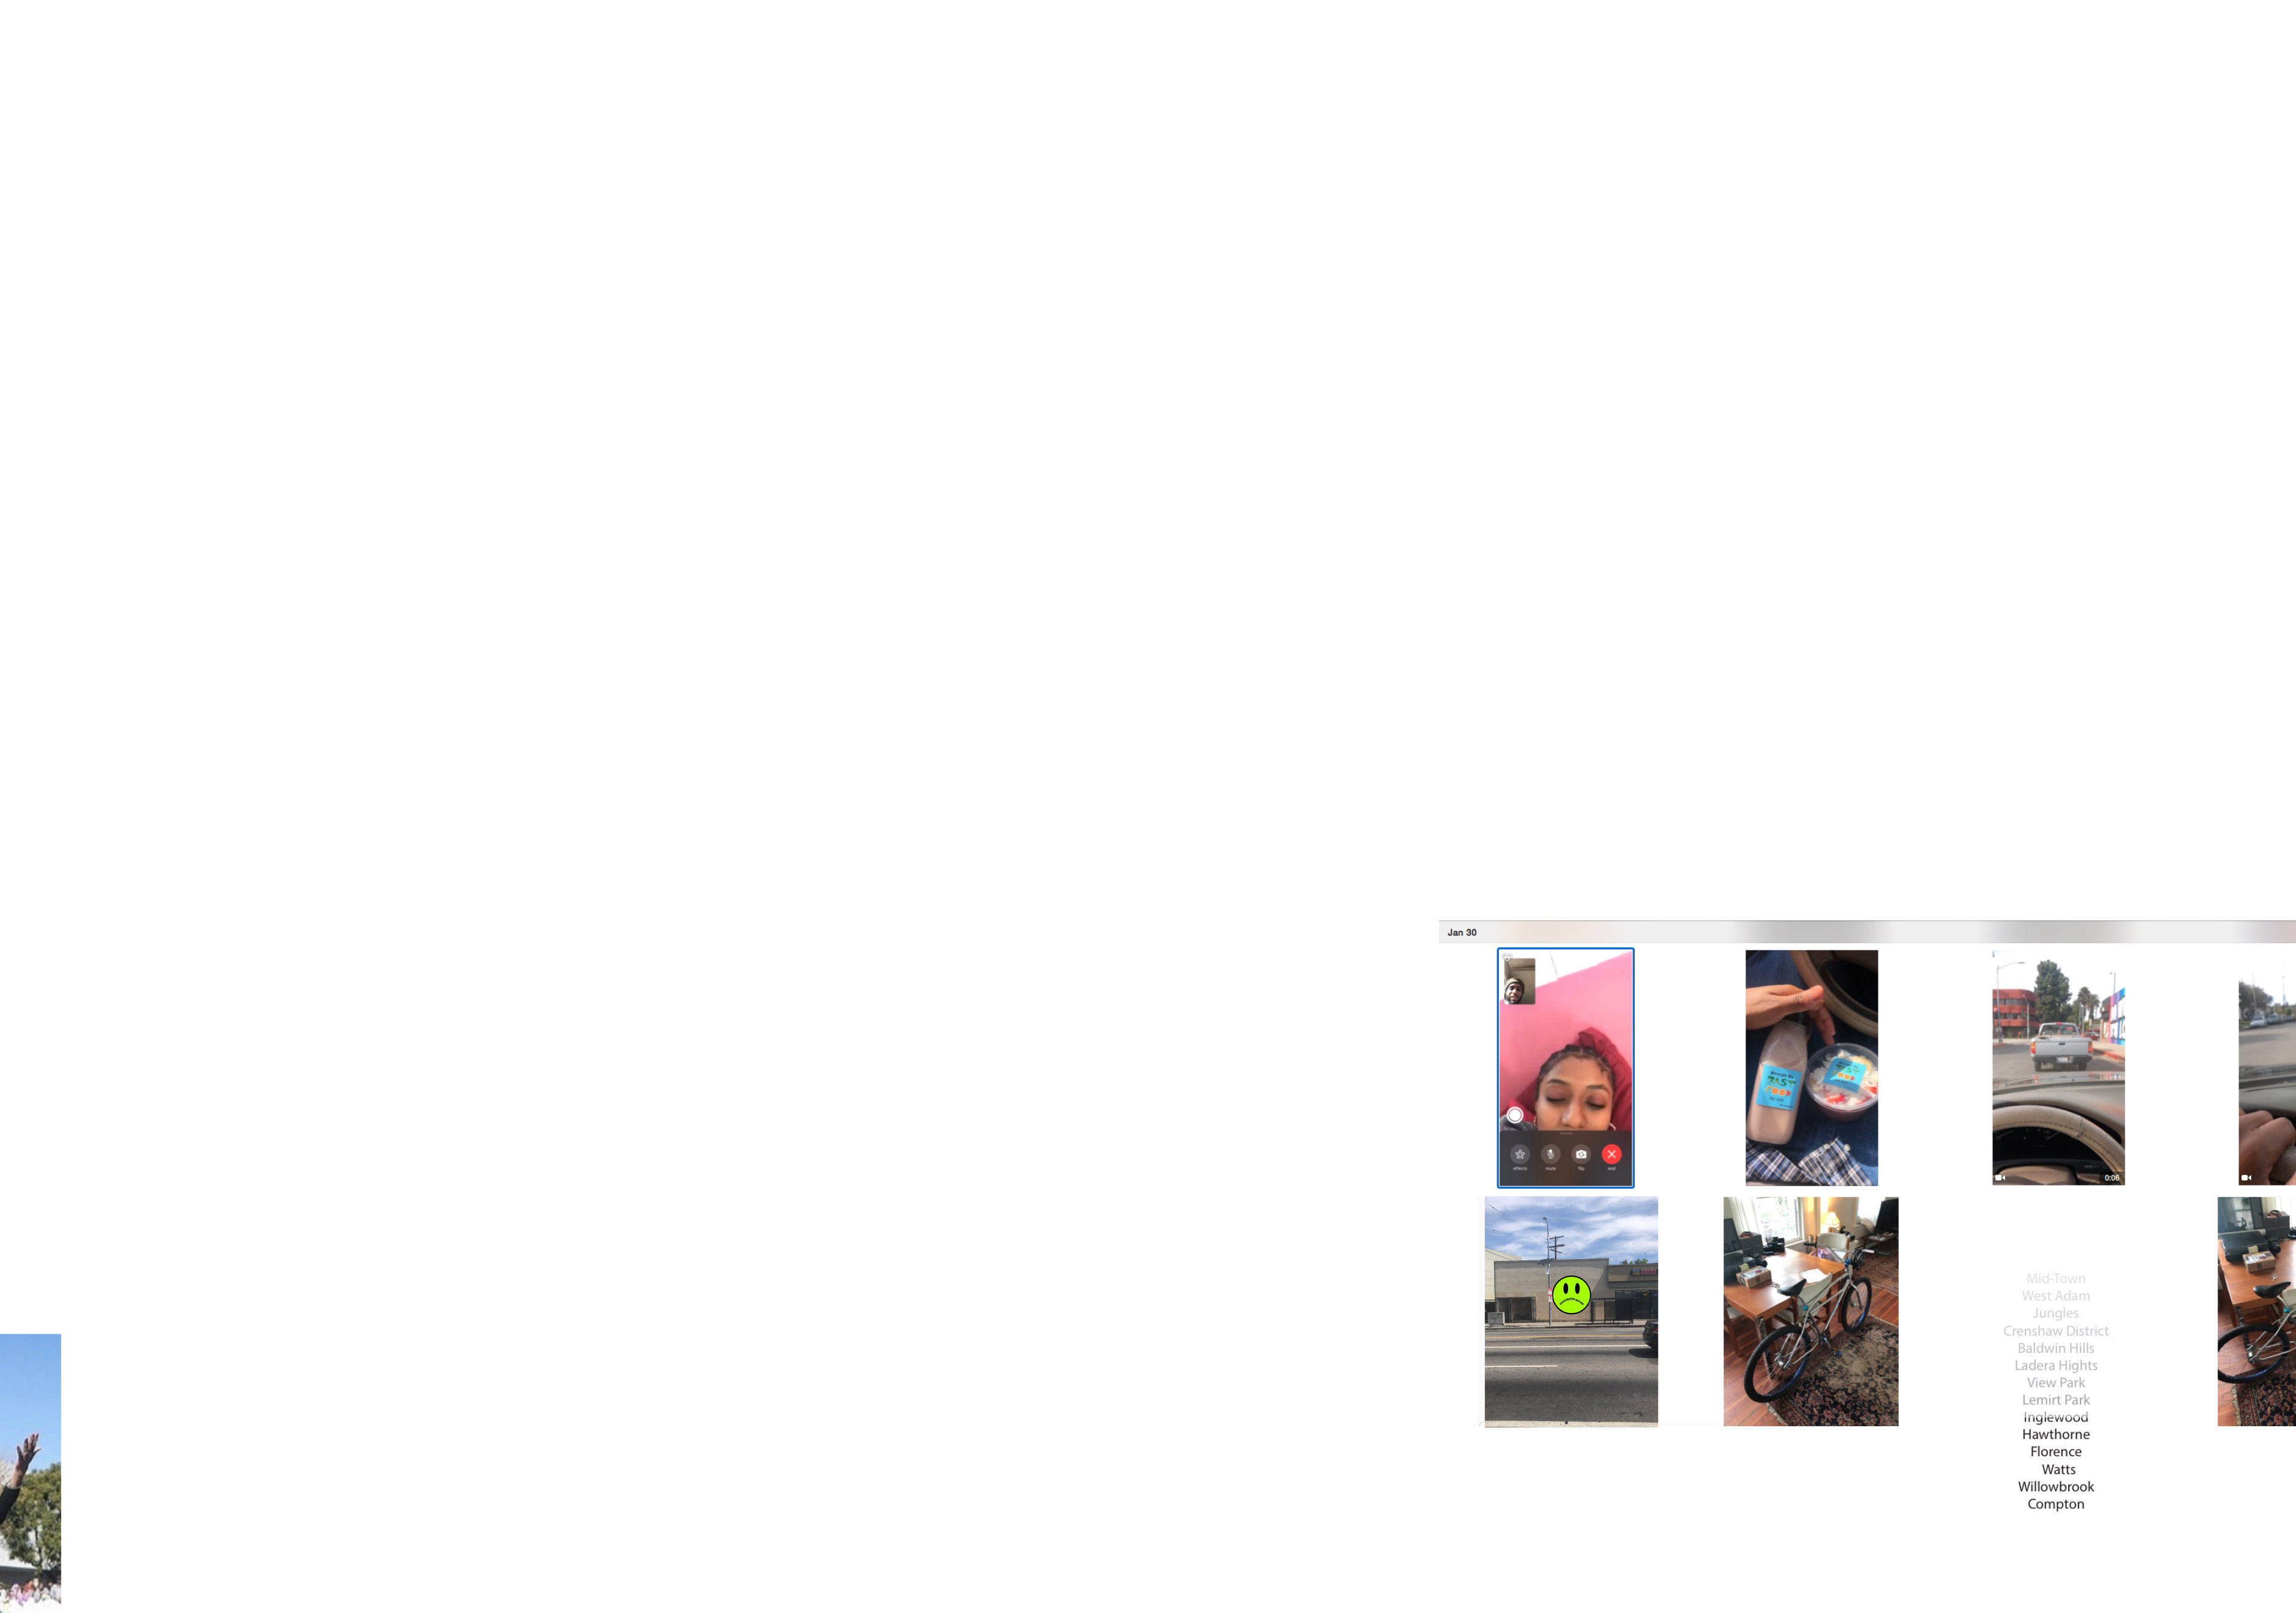 Jan 30
effects mute flip end
0:06
Mid-Town
West Adam
Jungles
Crenshaw District
Baldwin Hills
Ladera Hights
View Park
Lemirt Park
Inglewood
Hawthorne
Florence
Watts
Willowbrook
Compton